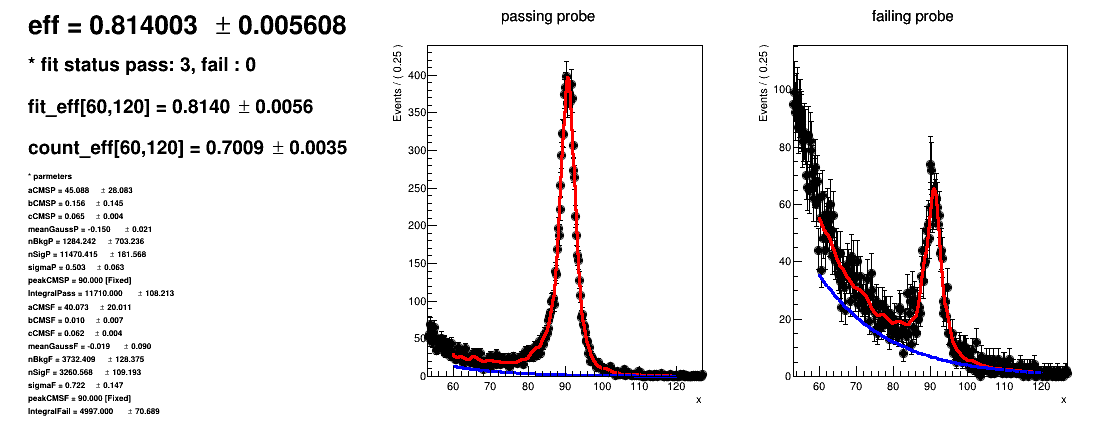 eff = 0.814003 ± 0.005608
* fit status pass: 3, fail : 0
fit_eff[60,120] = 0.8140 ± 0.0056
count_eff[60,120] = 0.7009 ± 0.0035
* parmeters
aCMSP = 45.088 ± 28.083
bCMSP = 0.156 ± 0.145
cCMSP = 0.065 ± 0.004
meanGaussP = -0.150 ± 0.021
nBkgP = 1284.242 ± 703.236
nSigP = 11470.415 ± 181.568
sigmaP = 0.503 ± 0.063
peakCMSP = 90.000 [Fixed]
IntegralPass = 11710.000 ± 108.213
aCMSF = 40.073 ± 20.011
bCMSF = 0.010 ± 0.007
cCMSF = 0.062 ± 0.004
meanGaussF = -0.019 ± 0.090
nBkgF = 3732.409 ± 128.375
nSigF = 3260.568 ± 109.193
sigmaF = 0.722 ± 0.147
peakCMSF = 90.000 [Fixed]
IntegralFail = 4997.000 ± 70.689
passing probe
Events / ( 0.25 )
400
350
300
250
200
150
100
50
0
60 70 80 90 100 110 120
x
failing probe
Events / ( 0.25 )
100
80
60
40
20
0
60 70 80 90 100 110 120
x